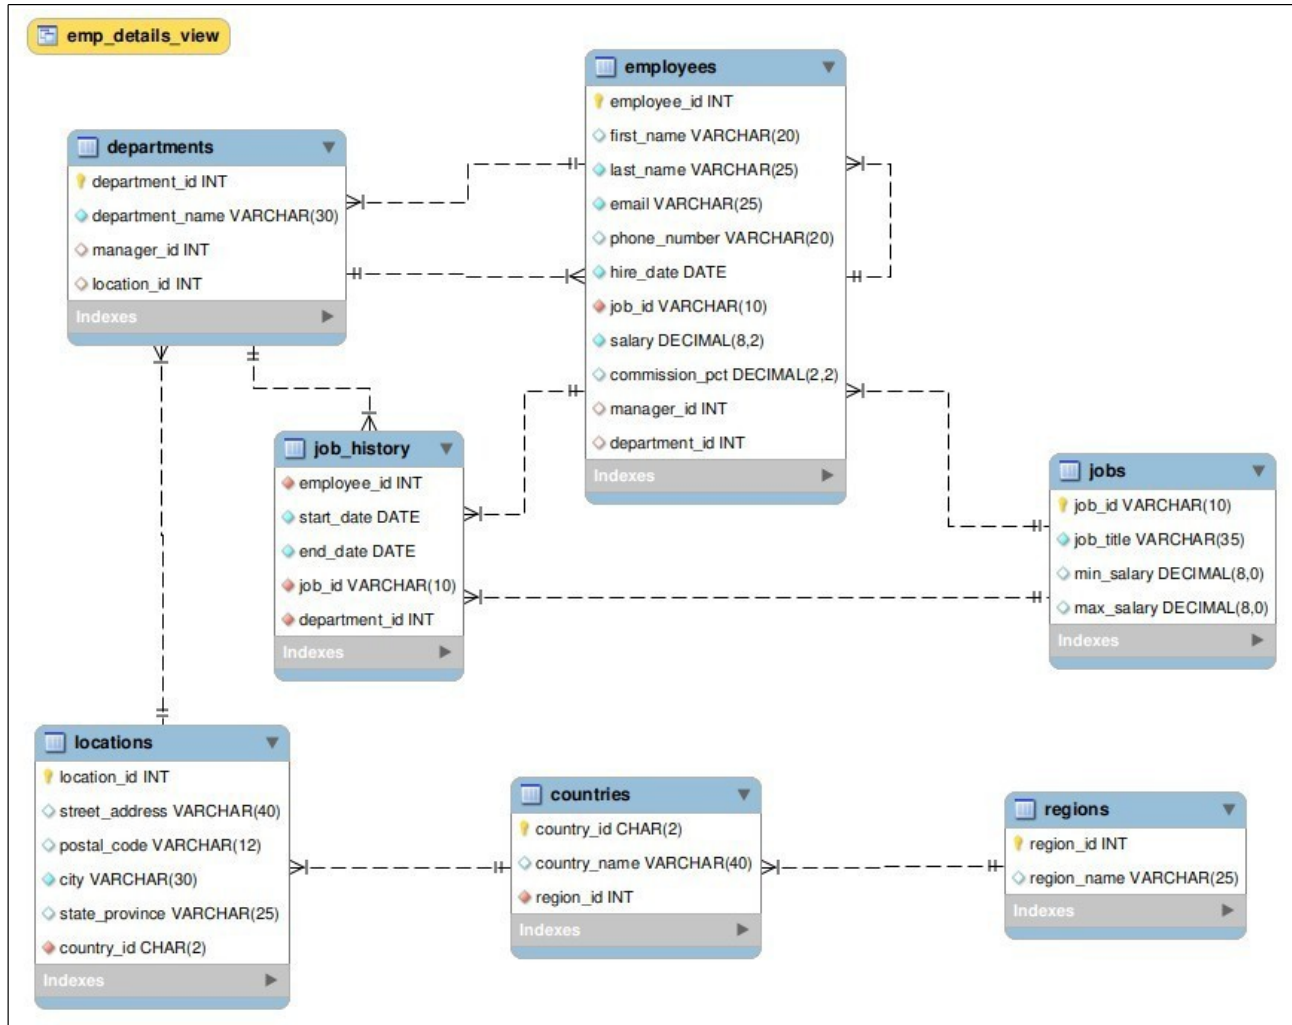 emp_details_view
employees
employee_id INT
first_name VARCHAR(20)
last_name VARCHAR(25)
email VARCHAR(25)
phone_number VARCHAR(20)
hire_date DATE
job_id VARCHAR(10)
salary DECIMAL(8,2)
commission_pct DECIMAL(2,2)
manager_id INT
department_id INT
Indexes
departments
department_id INT
department_name VARCHAR(30)
manager_id INT
location_id INT
Indexes
job_history
employee_id INT
start_date DATE
end_date DATE
job_id VARCHAR(10)
department_id INT
Indexes
jobs
job_id VARCHAR(10)
job_title VARCHAR(35)
min_salary DECIMAL(8,0)
max_salary DECIMAL(8,0)
Indexes
locations
location_id INT
street_address VARCHAR(40)
postal_code VARCHAR(12)
city VARCHAR(30)
state_province VARCHAR(25)
country_id CHAR(2)
Indexes
countries
country_id CHAR(2)
country_name VARCHAR(40)
region_id INT
Indexes
regions
region_id INT
region_name VARCHAR(25)
Indexes